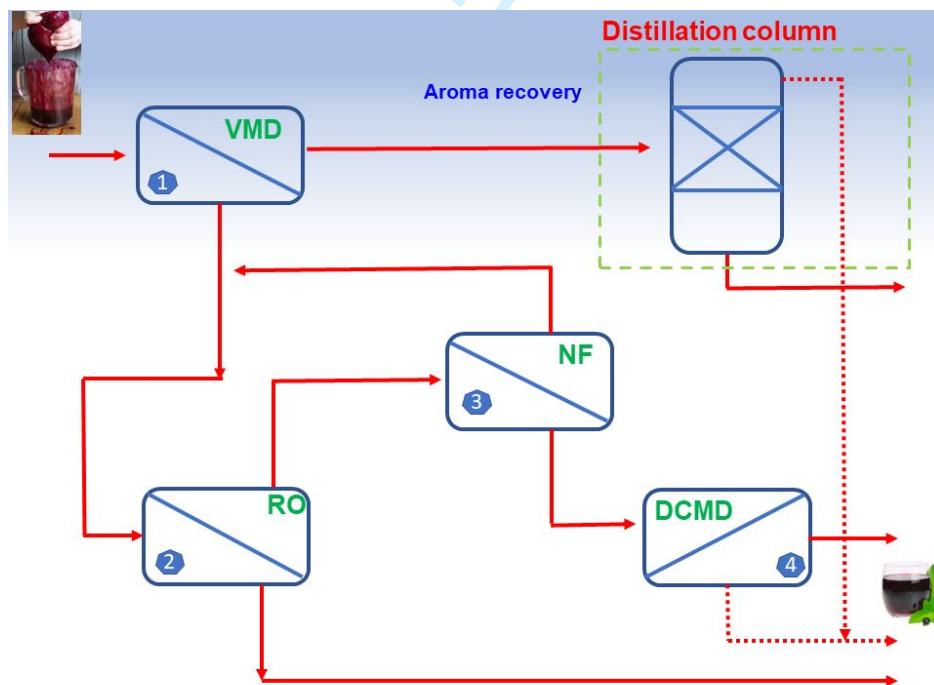 Distillation column
Aroma recovery
VMD
1
NF
3
RO
2
DCMD
4